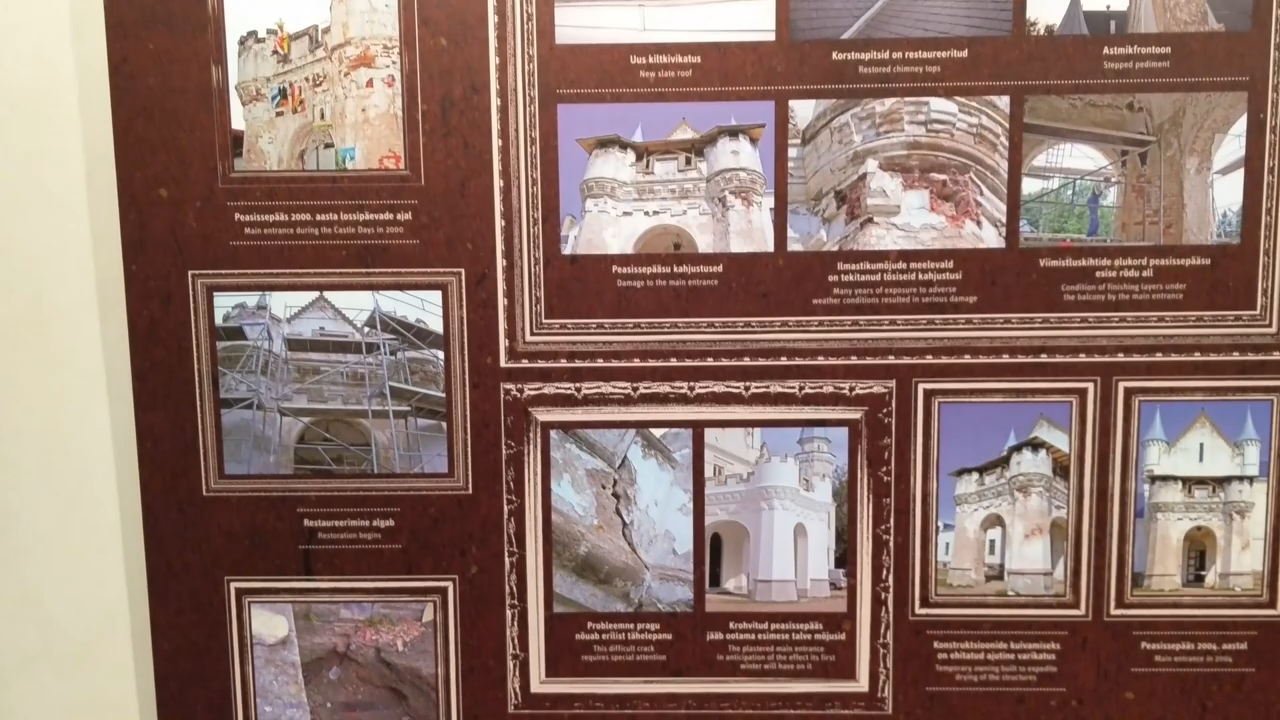 Uus kiltkivikatus
New slate roof
Korstnapitsid on restaureeritud
Restored chimney tops
Astmikfrontoon
Stepped pediment
Peasissepääs 2000. aasta lossipäevade ajal
Main entrance during the Castle Days in 2000
Peasissepääsu kahjustused
Damage to the main entrance
Ilmastikumõjude meelevald
on tekitanud tõsiseid kahjustusi
Many years of exposure to adverse
weather conditions resulted in serious damage
Viimistluskihtide olukord peasissepääsu
esise rõdu all
Condition of finishing layers under
the balcony by the main entrance
Restaureerimine algab
Restoration begins
Probleemne pragu
nõuab erilist tähelepanu
This difficult crack
requires special attention
Krohvitud peasissepääs
jääb ootama esimese talve mõjusid
The plastered main entrance
in anticipation of the effect its first
winter will have on it
Konstruktsioonide kuivamiseks
on ehitatud ajutine varikatus
Temporary awning built to expedite
drying of the structures
Peasissepääs 2004. aastal
Main entrance in 2004